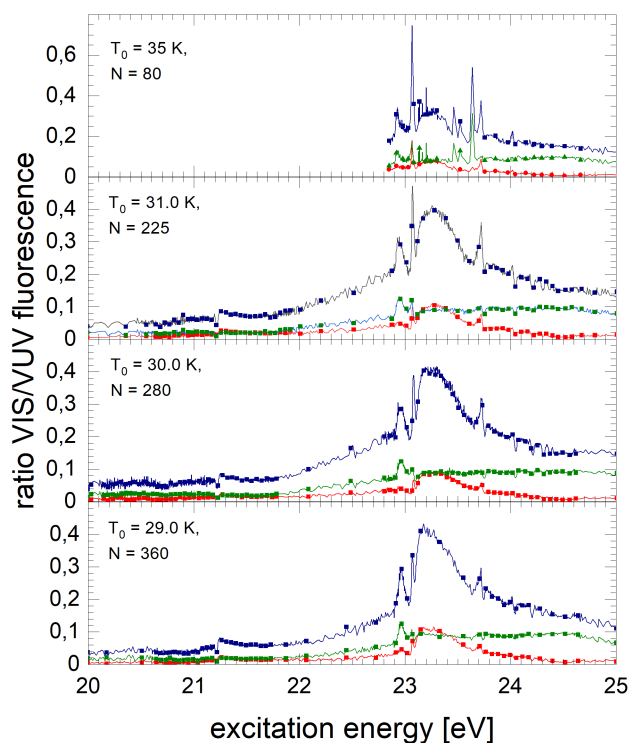 ratio VIS/VUV fluorescence
T0 = 35 K,
N = 80
0,6
0,4
0,2
0
T0 = 31.0 K,
N = 225
0,4
0,3
0,2
0,1
0
T0 = 30.0 K,
N = 280
0,4
0,3
0,2
0,1
0
T0 = 29.0 K,
N = 360
0,4
0,3
0,2
0,1
0
20 21 22 23 24 25
excitation energy [eV]